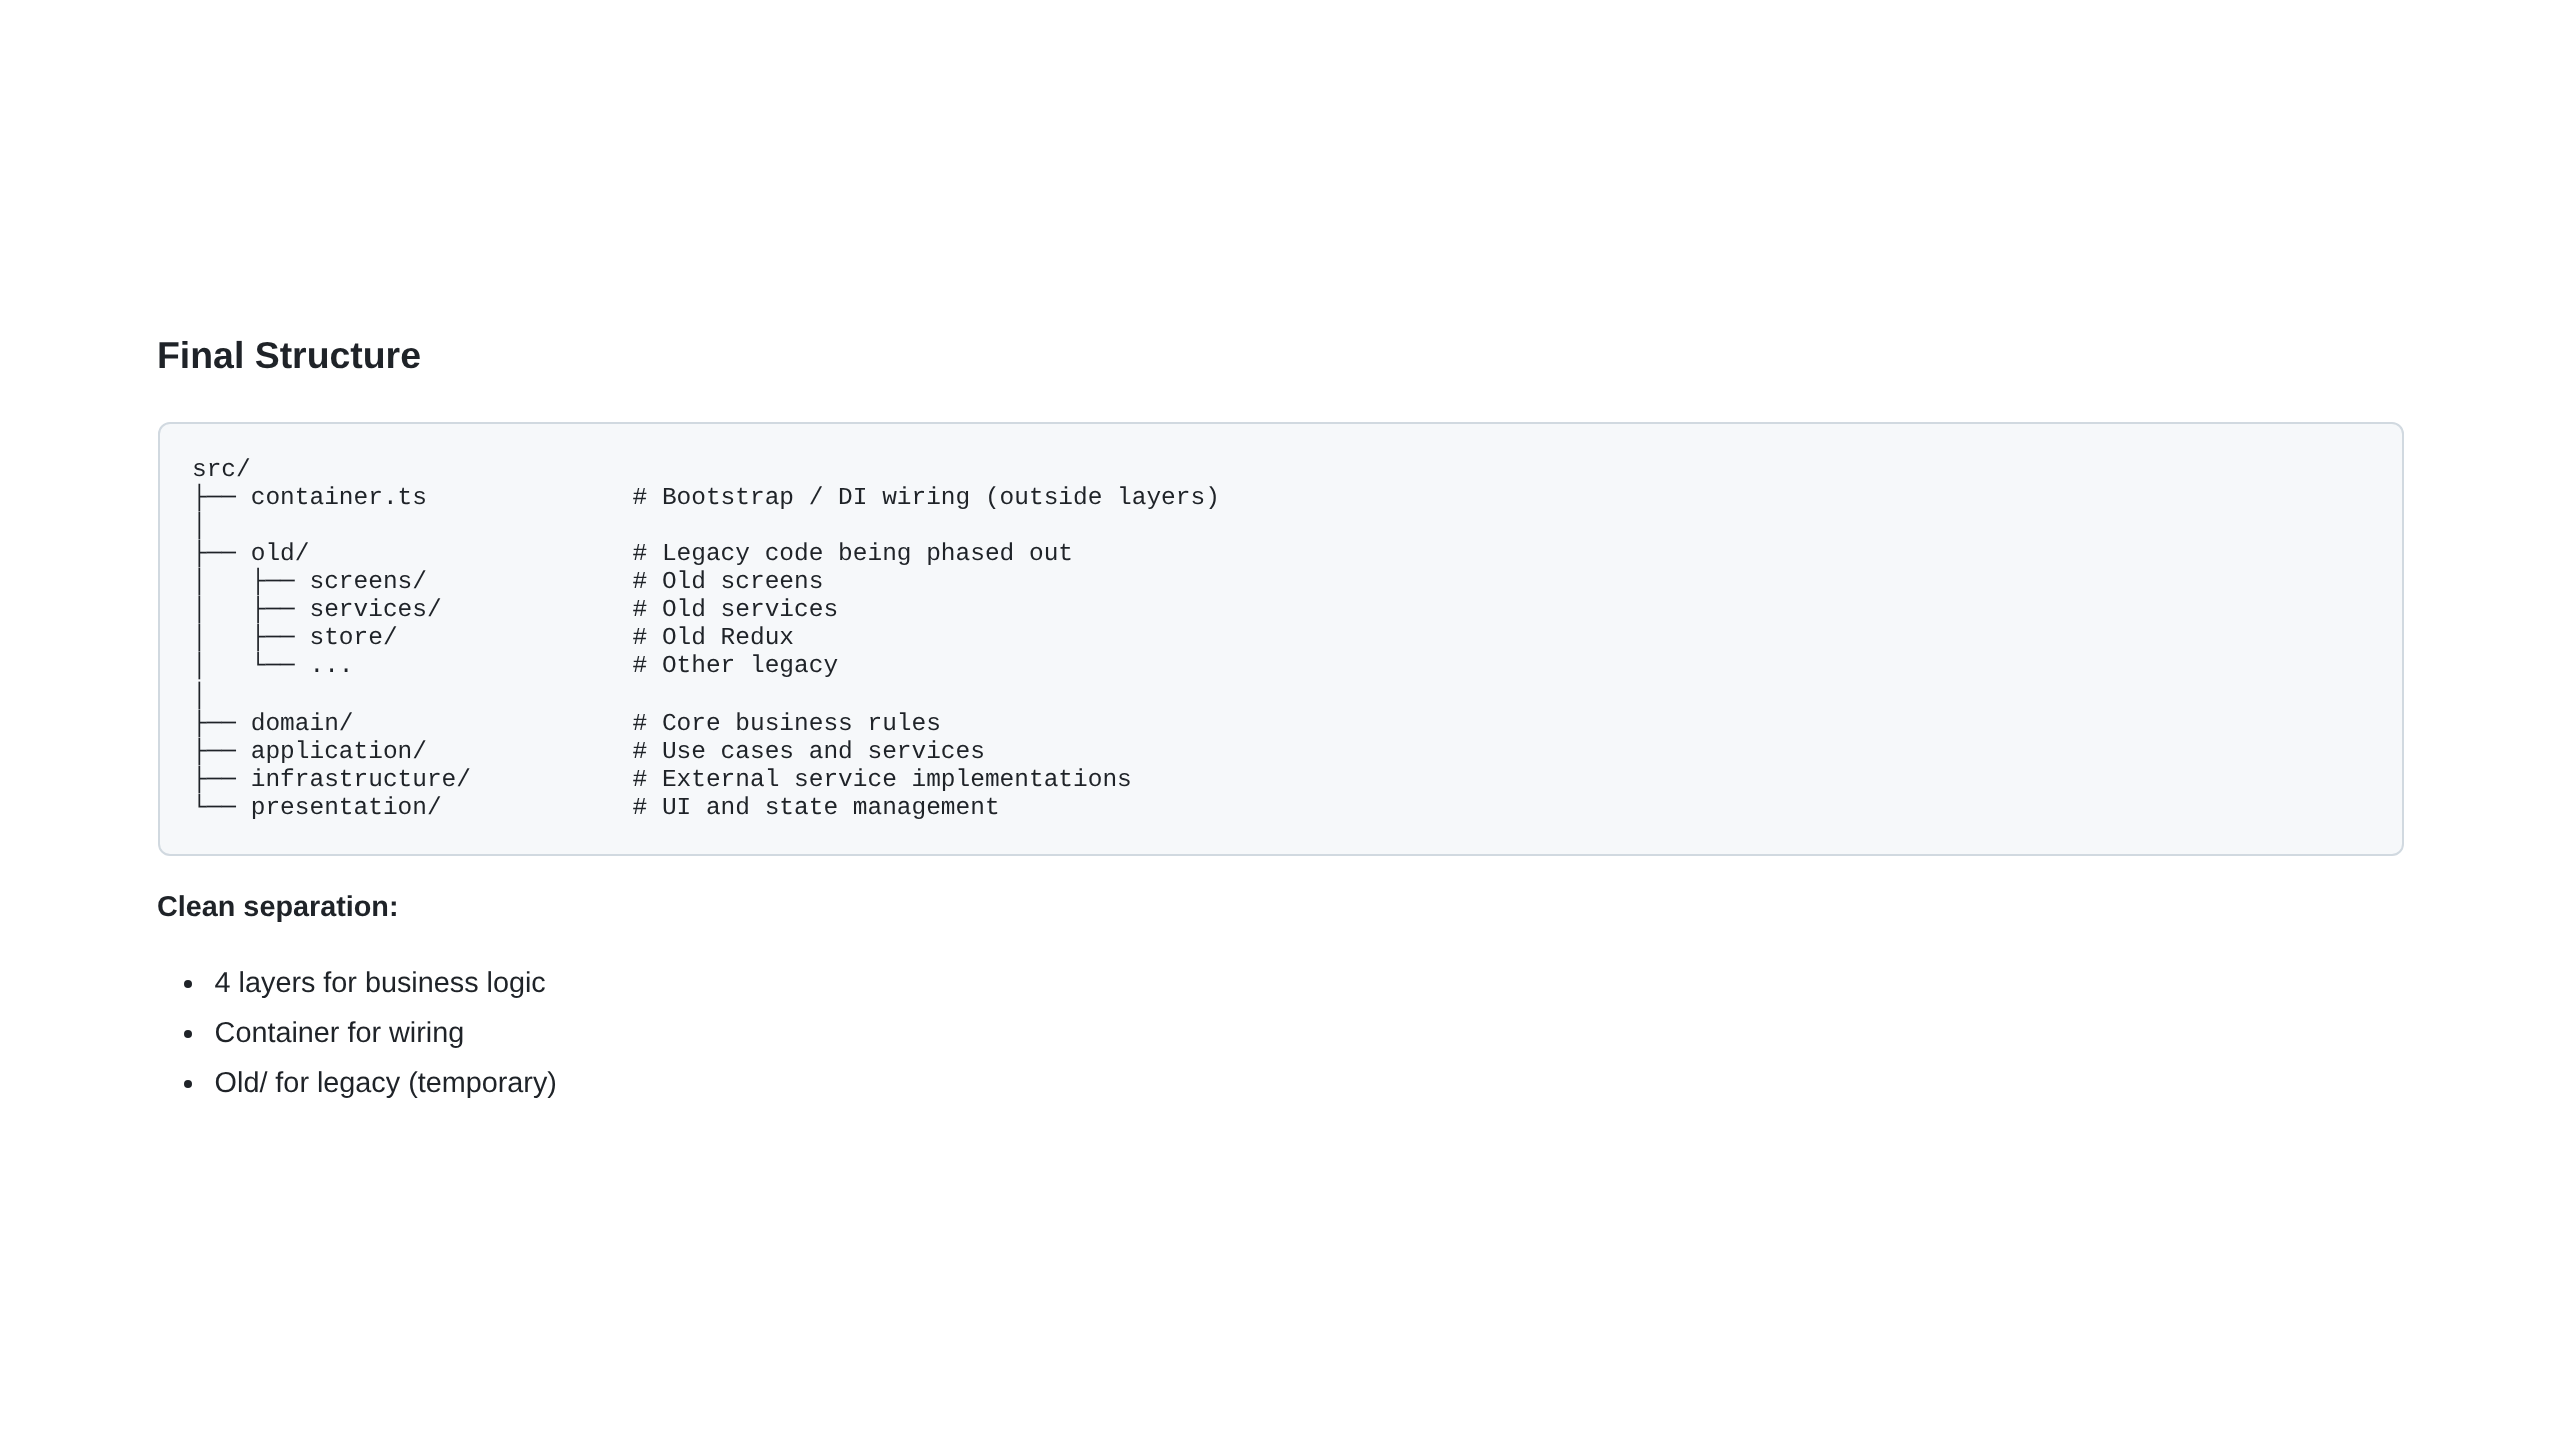 Final Structure
src/
├── container.ts              # Bootstrap / DI wiring (outside layers)
│
├── old/                      # Legacy code being phased out
│   ├── screens/              # Old screens
│   ├── services/             # Old services
│   ├── store/                # Old Redux
│   └── ...                   # Other legacy
│
├── domain/                   # Core business rules
├── application/              # Use cases and services
├── infrastructure/           # External service implementations
└── presentation/             # UI and state management
Clean separation:
• 4 layers for business logic
• Container for wiring
• Old/ for legacy (temporary)